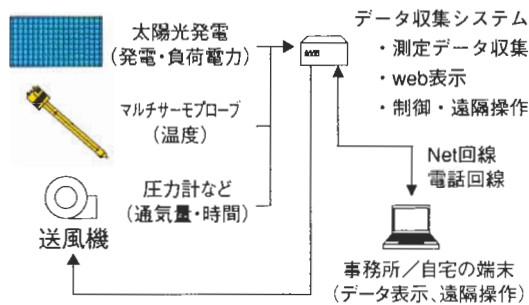 太陽光発電
(発電・負荷電力)
マルチサーモプローブ
(温度)
圧力計など
(通気量・時間)
送風機
データ収集システム
・測定データ収集
・web表示
・制御・遠隔操作
Net回線
電話回線
事務所／自宅の端末
(データ表示、遠隔操作)